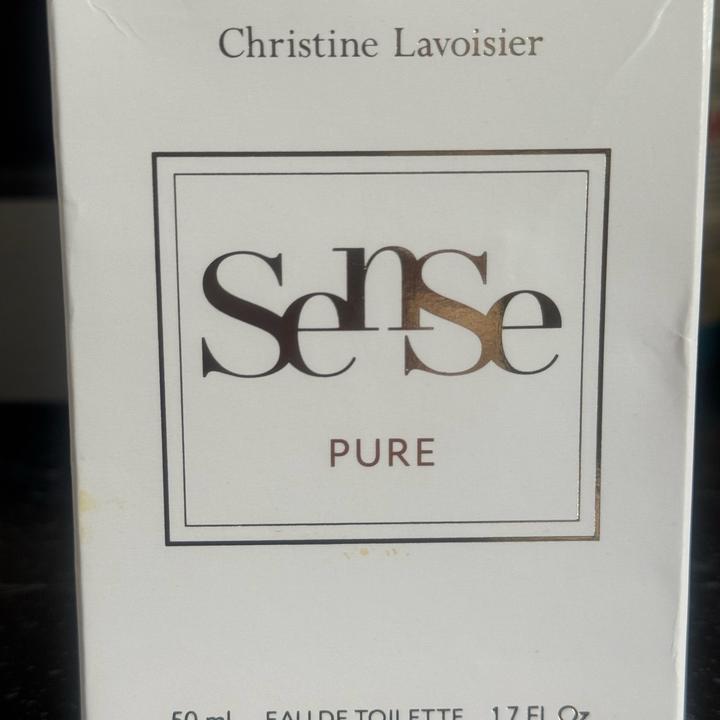 Christine Lavoisier
SenSe
PURE
50 ml EAU DE TOILETTE 1.7 Fl. Oz.